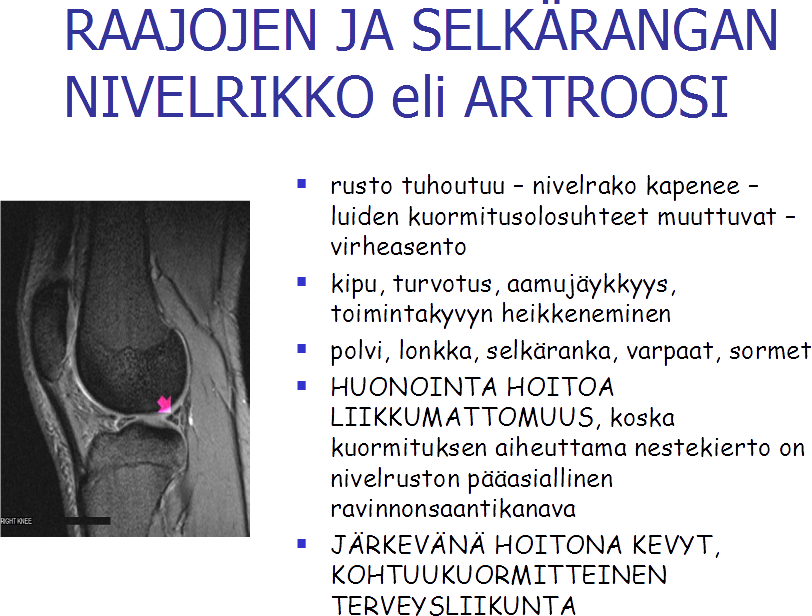 RAAJOJEN JA SELKÄRANGAN
NIVELRIKKO eli ARTROOSI
rusto tuhoutuu – nivelrako kapenee –
luiden kuormitusolosuhteet muuttuvat –
virheasento
kipu, turvotus, aamujäykkyys,
toimintakyvyn heikkeneminen
polvi, lonkka, selkäranka, varpaat, sormet
HUONOINTA HOITOA
LIIKKUMATTOMUUS, koska
kuormituksen aiheuttama nestekierto on
nivelruston pääasiallinen
ravinnonsaantikanava
JÄRKEVÄNÄ HOITONA KEVYT,
KOHTUUKUORMITTEINEN
TERVEYSLIIKUNTA
RIGHT KNEE